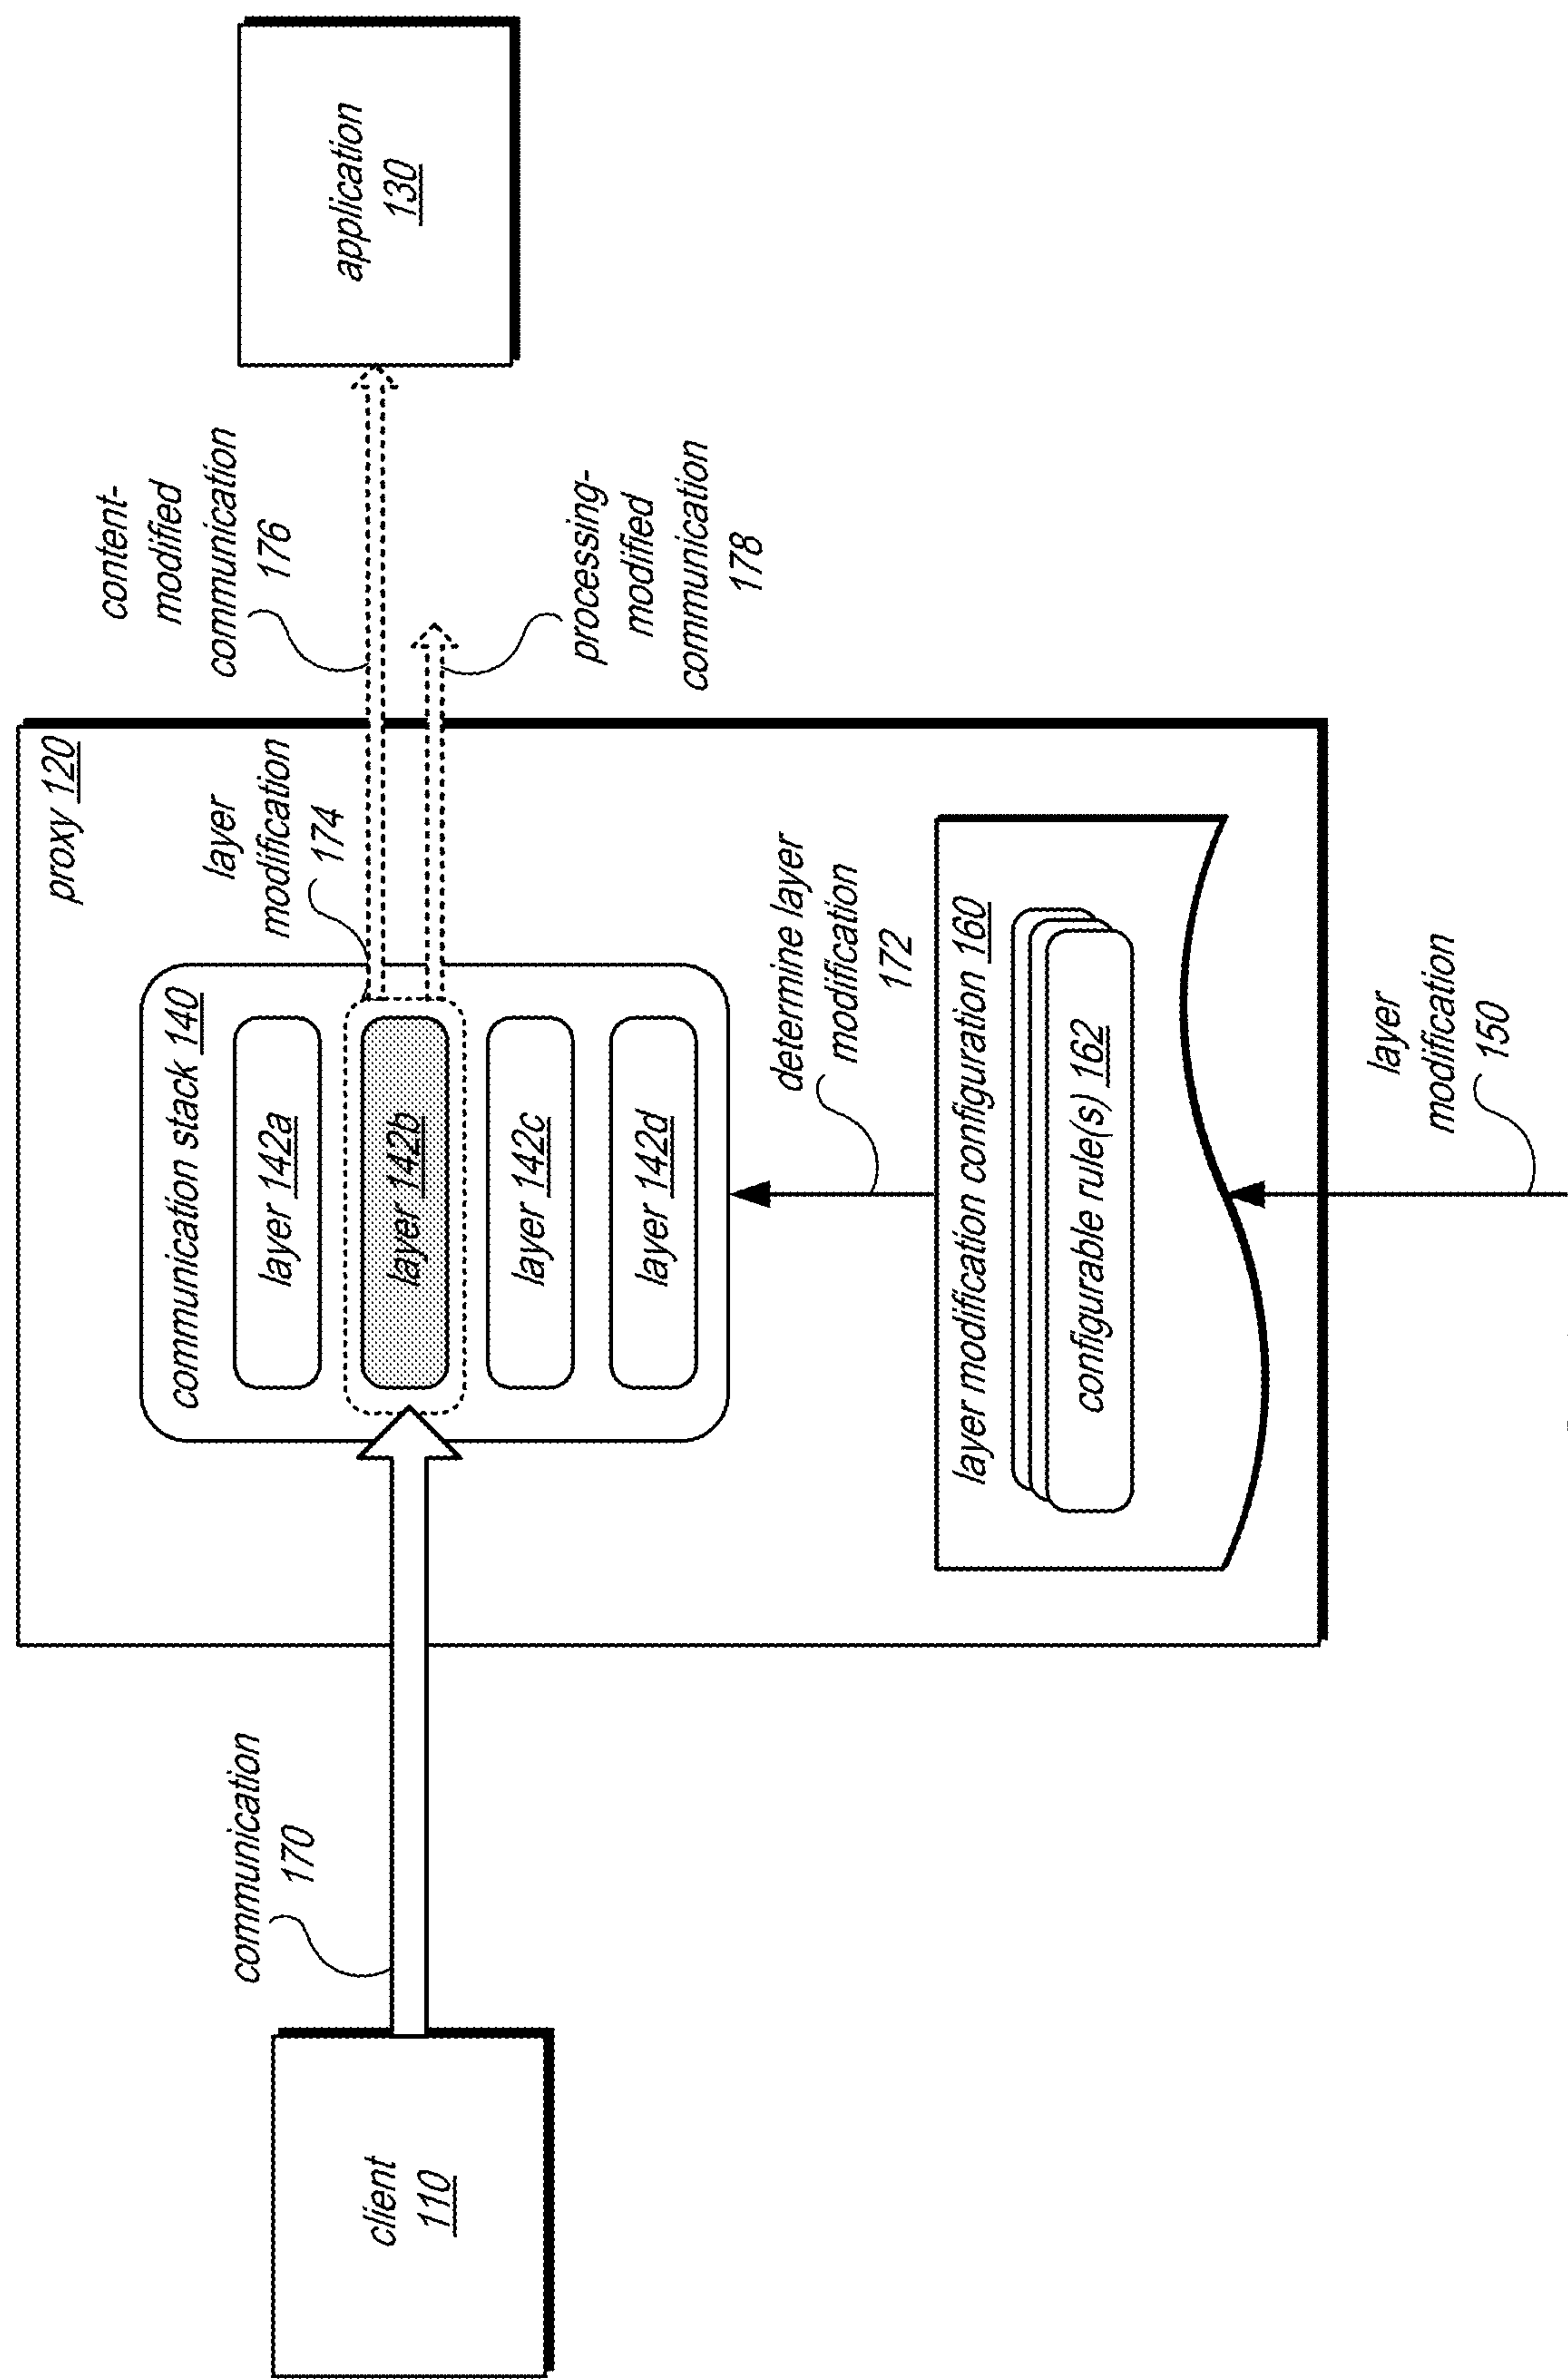 proxy 120
communication stack 140
layer 142a
layer 142b
layer 142c
layer 142d
client
110
communication
170
layer
modification
174
content-
modified
communication
176
processing-
modified
communication
178
application
130
determine layer
modification
172
layer modification configuration 160
configurable rule(s) 162
layer
modification
150